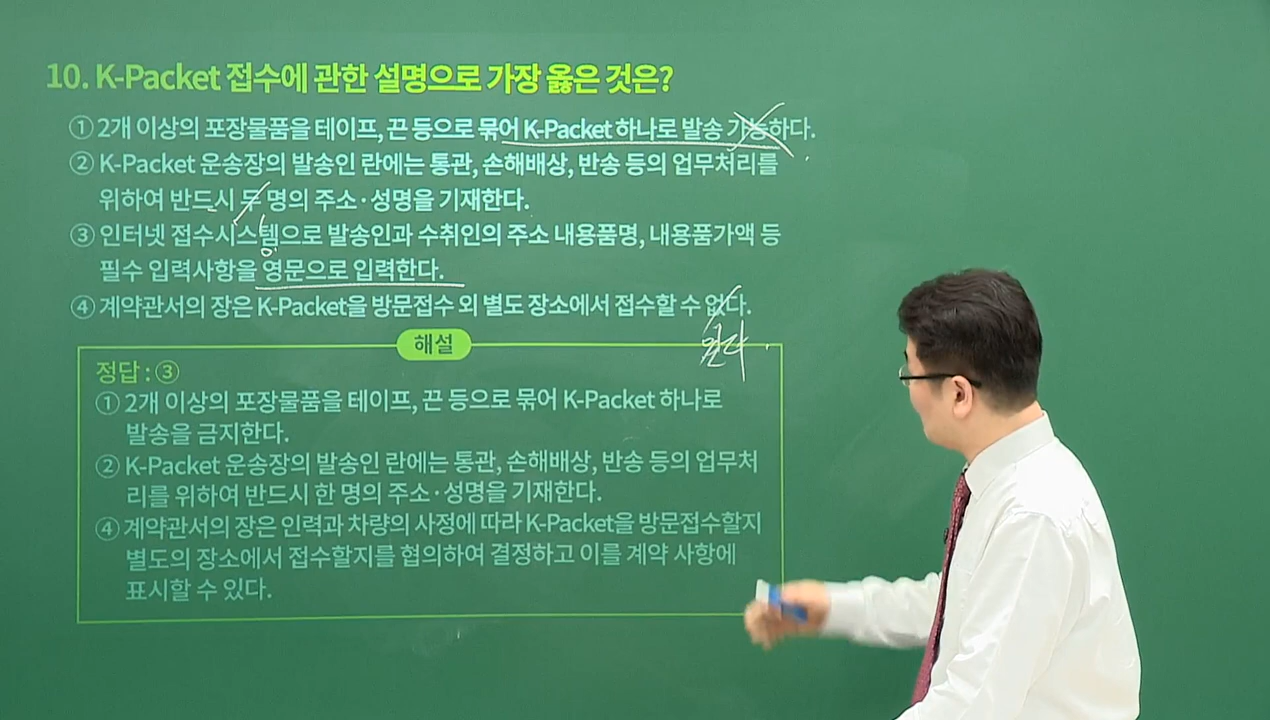 10. K-Packet 접수에 관한 설명으로 가장 옳은 것은?
① 2개 이상의 포장물품을 테이프, 끈 등으로 묶어 K-Packet 하나로 발송 가능하다.
② K-Packet 운송장의 발송인 란에는 통관, 손해배상, 반송 등의 업무처리를
위하여 반드시 두 명의 주소·성명을 기재한다.
③ 인터넷 접수시스템으로 발송인과 수취인의 주소 내용품명, 내용품가액 등
필수 입력사항을 영문으로 입력한다.
④ 계약관서의 장은 K-Packet을 방문접수 외 별도 장소에서 접수할 수 없다.
있다.
해설
정답 : ③
① 2개 이상의 포장물품을 테이프, 끈 등으로 묶어 K-Packet 하나로
발송을 금지한다.
② K-Packet 운송장의 발송인 란에는 통관, 손해배상, 반송 등의 업무처
리를 위하여 반드시 한 명의 주소·성명을 기재한다.
④ 계약관서의 장은 인력과 차량의 사정에 따라 K-Packet을 방문접수할지
별도의 장소에서 접수할지를 협의하여 결정하고 이를 계약 사항에
표시할 수 있다.